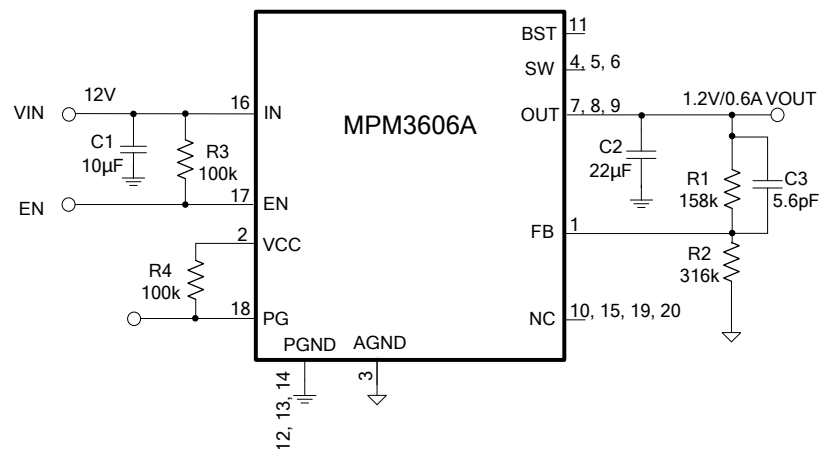 BST
11
SW
4, 5, 6
VIN
12V
16
IN
MPM3606A
OUT
7, 8, 9
1.2V/0.6A VOUT
C1
10μF
R3
100k
C2
22μF
R1
158k
C3
5.6pF
EN
17
EN
FB
1
2
VCC
R4
100k
R2
316k
18
PG
NC
10, 15, 19, 20
PGND
AGND
12, 13, 14
3